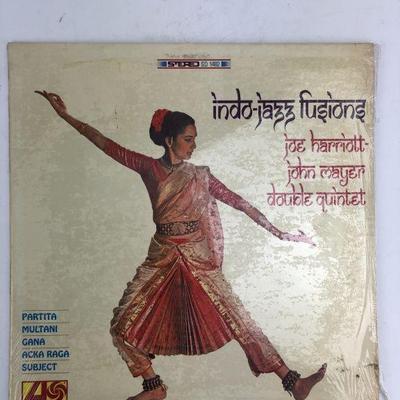 STEREO SD 1482
indo-jazz fusions
joe harriott-
john mayer
double quintet
PARTITA
MULTANI
GANA
ACKA RAGA
SUBJECT